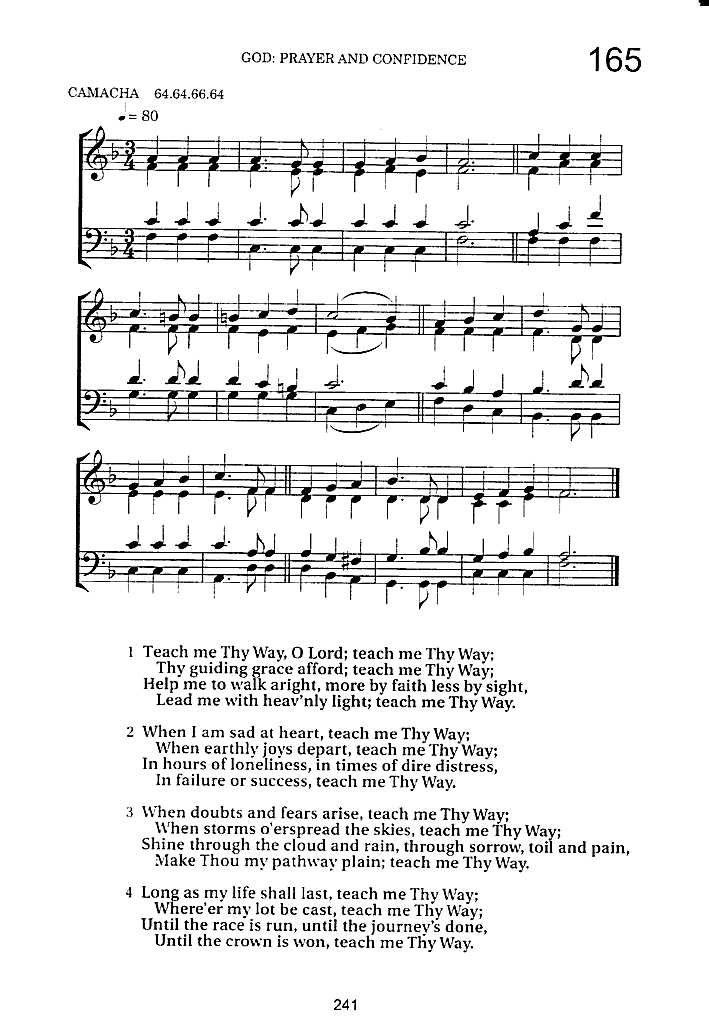 GOD: PRAYER AND CONFIDENCE
165
CAMACHA 64.64.66.64
♩= 80
1 Teach me Thy Way, O Lord; teach me Thy Way;
Thy guiding grace afford; teach me Thy Way;
Help me to walk aright, more by faith less by sight,
Lead me with heav'nly light; teach me Thy Way.
2 When I am sad at heart, teach me Thy Way;
When earthly joys depart, teach me Thy Way;
In hours of loneliness, in times of dire distress,
In failure or success, teach me Thy Way.
3 When doubts and fears arise, teach me Thy Way;
When storms o'erspread the skies, teach me Thy Way;
Shine through the cloud and rain, through sorrow, toil and pain,
Make Thou my pathway plain; teach me Thy Way.
4 Long as my life shall last, teach me Thy Way;
Where'er my lot be cast, teach me Thy Way;
Until the race is run, until the journey's done,
Until the crown is won, teach me Thy Way.
241